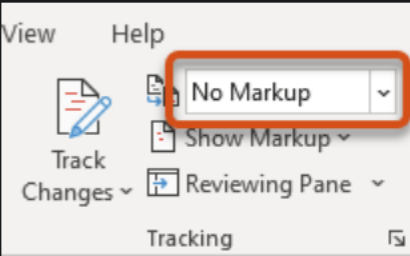 View Help
No Markup
Show Markup
Track
Changes
Reviewing Pane
Tracking